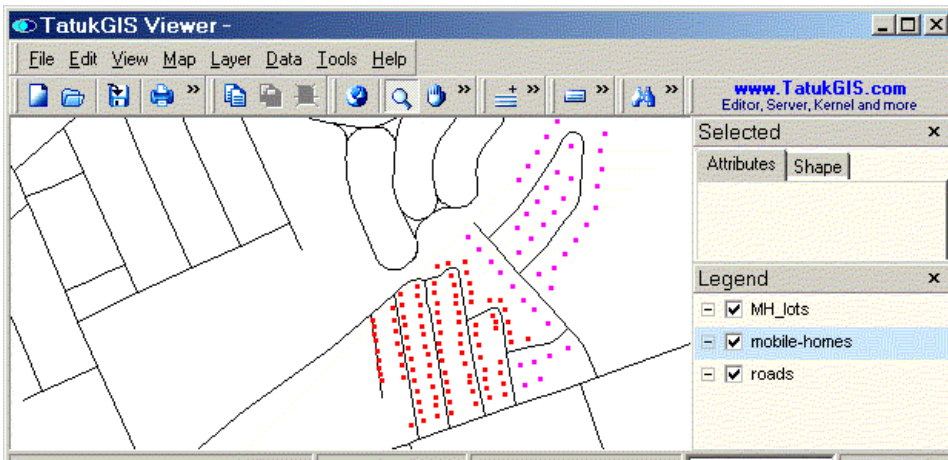 TatukGIS Viewer -
File Edit View Map Layer Data Tools Help
» » » » » »
www.TatukGIS.com
Editor, Server, Kernel and more
Selected
Attributes Shape
Legend
MH_lots
mobile-homes
roads